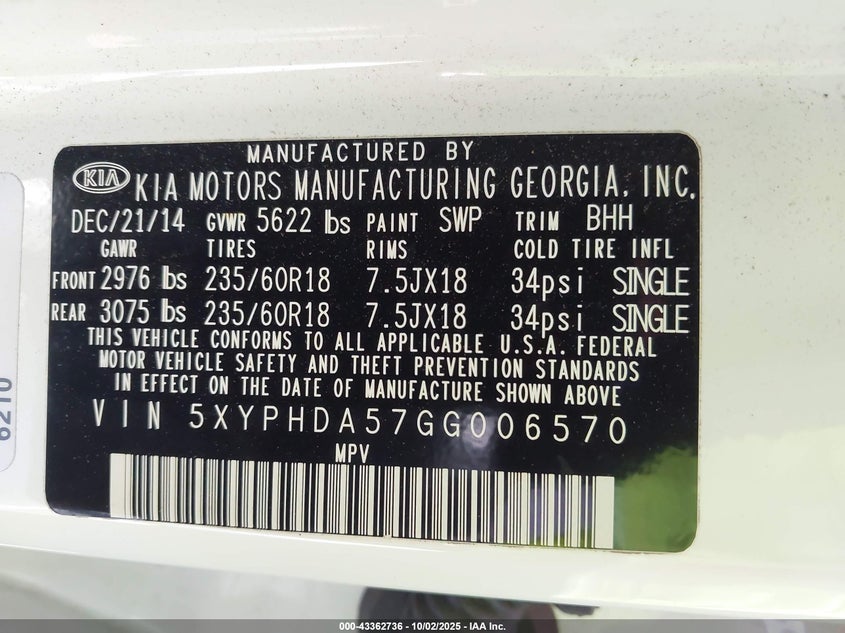 MANUFACTURED BY
KIA KIA MOTORS MANUFACTURING GEORGIA, INC.
DEC/21/14 GVWR 5622 lbs PAINT SWP TRIM BHH
GAWR TIRES RIMS COLD TIRE INFL
FRONT 2976 lbs 235/60R18 7.5JX18 34psi SINGLE
REAR 3075 lbs 235/60R18 7.5JX18 34psi SINGLE
THIS VEHICLE CONFORMS TO ALL APPLICABLE U.S.A. FEDERAL
MOTOR VEHICLE SAFETY AND THEFT PREVENTION STANDARDS
IN EFFECT ON THE DATE OF MANUFACTURE SHOWN ABOVE
VIN 5XYPHDA57GG006570
MPV
6210
000-43362736 - 10/02/2025 - IAA Inc.